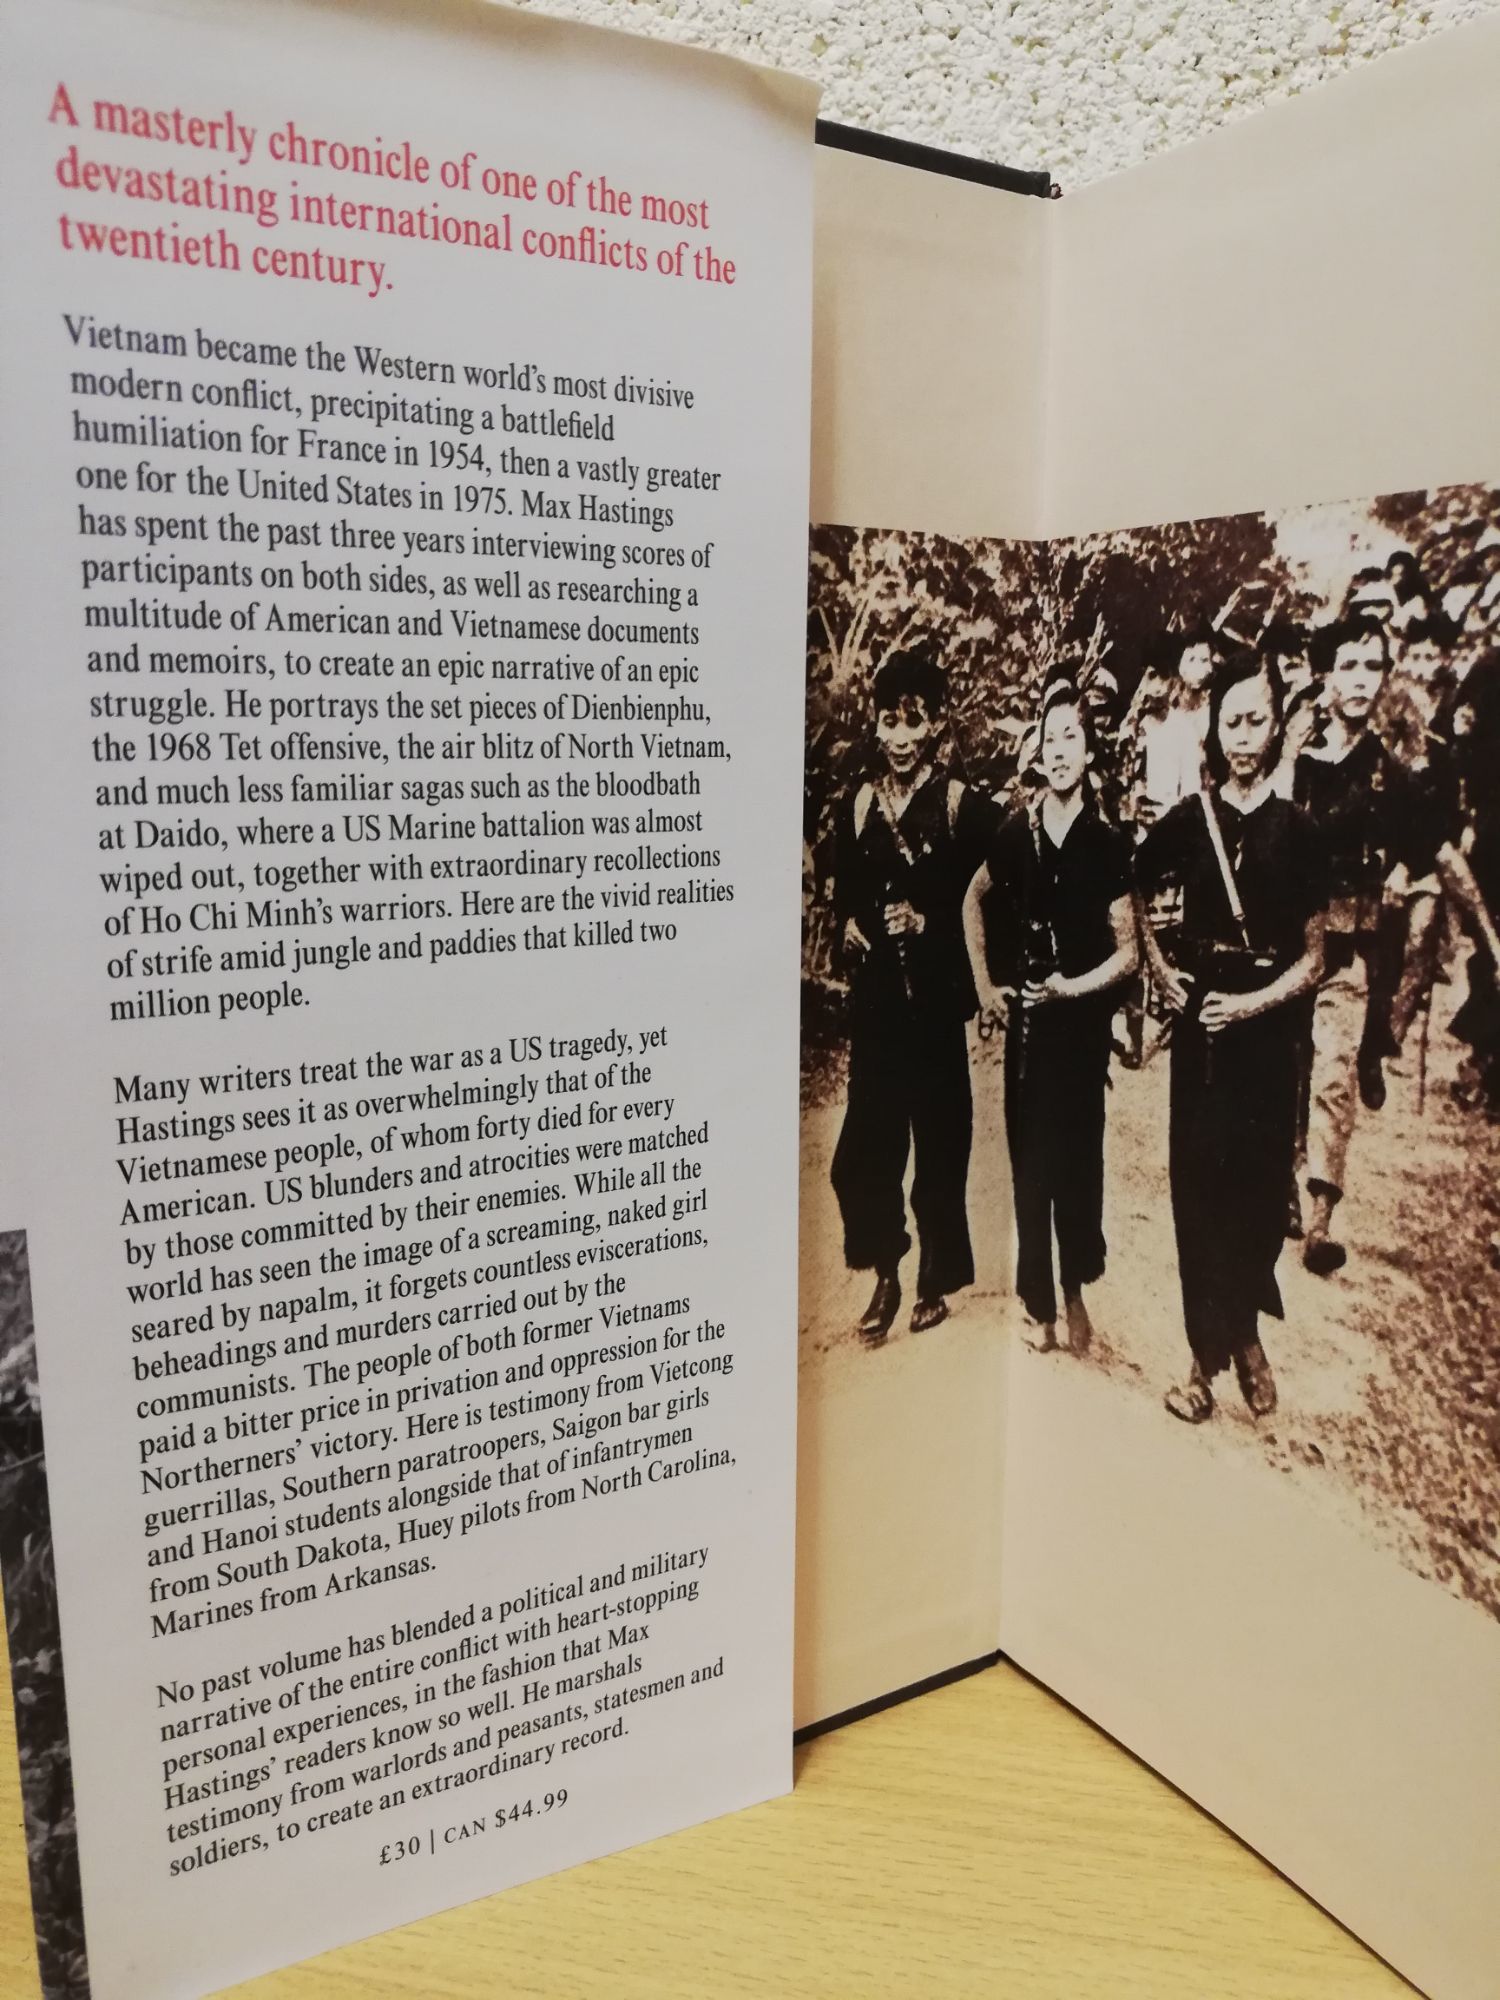 A masterly chronicle of one of the most
devastating international conflicts of the
twentieth century.
Vietnam became the Western world's most divisive
modern conflict, precipitating a battlefield
humiliation for France in 1954, then a vastly greater
one for the United States in 1975. Max Hastings
has spent the past three years interviewing scores of
participants on both sides, as well as researching a
multitude of American and Vietnamese documents
and memoirs, to create an epic narrative of an epic
struggle. He portrays the set pieces of Dienbienphu,
the 1968 Tet offensive, the air blitz of North Vietnam,
and much less familiar sagas such as the bloodbath
at Daido, where a US Marine battalion was almost
wiped out, together with extraordinary recollections
of Ho Chi Minh's warriors. Here are the vivid realities
of strife amid jungle and paddies that killed two
million people.
Many writers treat the war as a US tragedy, yet
Hastings sees it as overwhelmingly that of the
Vietnamese people, of whom forty died for every
American. US blunders and atrocities were matched
by those committed by their enemies. While all the
world has seen the image of a screaming, naked girl
seared by napalm, it forgets countless eviscerations,
beheadings and murders carried out by the
communists. The people of both former Vietnams
paid a bitter price in privation and oppression for the
Northerners' victory. Here is testimony from Vietcong
guerrillas, Southern paratroopers, Saigon bar girls
and Hanoi students alongside that of infantrymen
from South Dakota, Huey pilots from North Carolina,
Marines from Arkansas.
No past volume has blended a political and military
narrative of the entire conflict with heart-stopping
personal experiences, in the fashion that Max
Hastings' readers know so well. He marshals
testimony from warlords and peasants, statesmen and
soldiers, to create an extraordinary record.
£30 | CAN $44.99